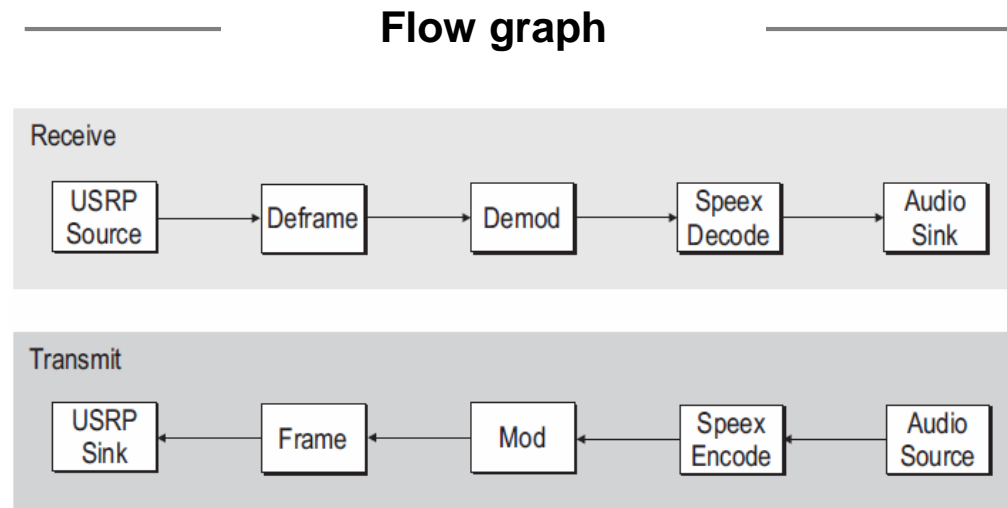 Flow graph
Receive
USRP
Source
Deframe
Demod
Speex
Decode
Audio
Sink
Transmit
USRP
Sink
Frame
Mod
Speex
Encode
Audio
Source